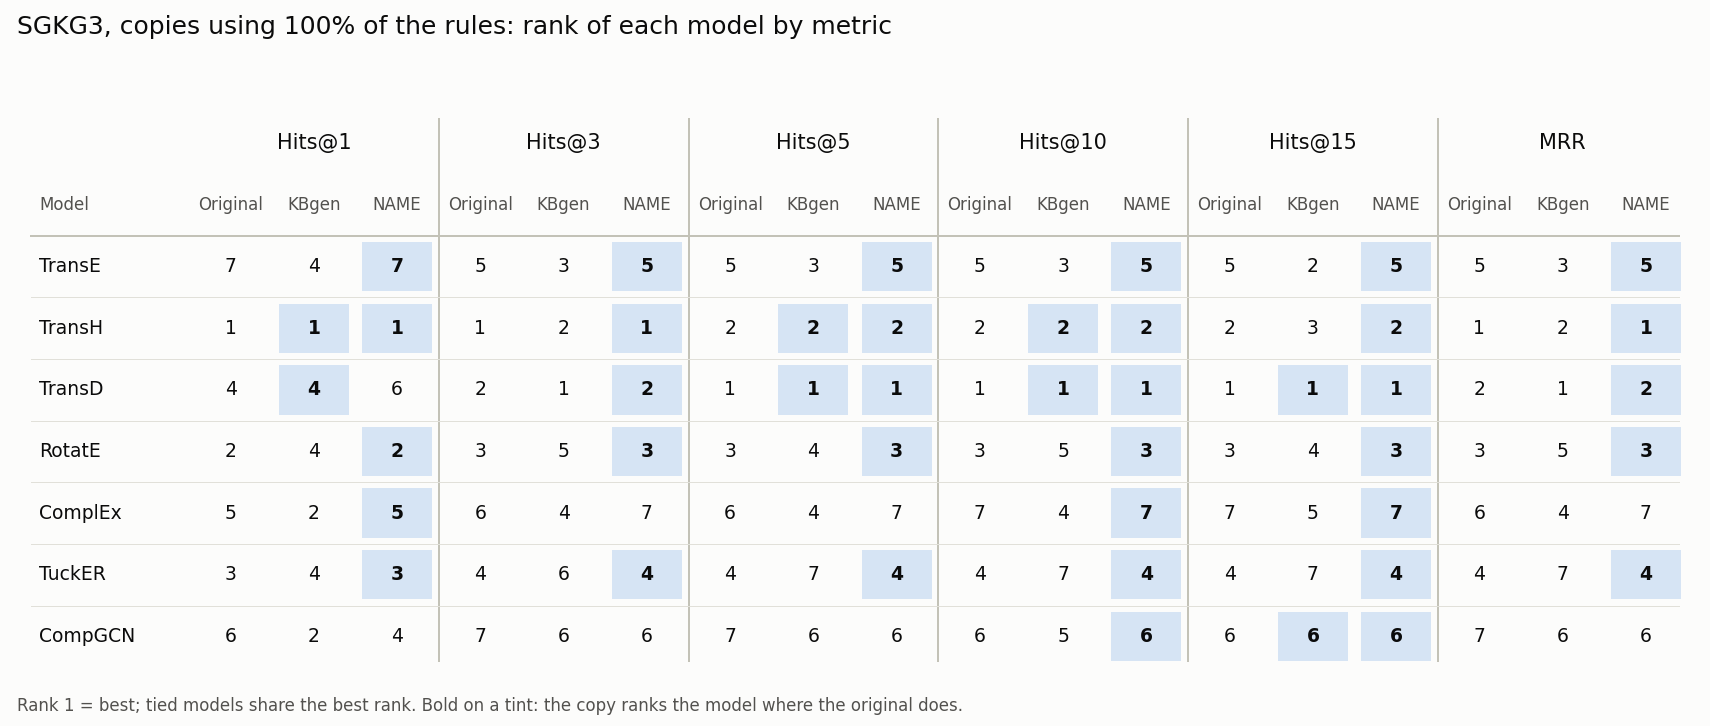 SGKG3, copies using 100% of the rules: rank of each model by metric
Hits@1 Hits@3 Hits@5 Hits@10 Hits@15 MRR
Model Original KBgen NAME Original KBgen NAME Original KBgen NAME Original KBgen NAME Original KBgen NAME Original KBgen NAME
TransE 7 4 7 5 3 5 5 3 5 5 3 5 5 2 5 5 3 5
TransH 1 1 1 1 2 1 2 2 2 2 2 2 2 3 2 1 2 1
TransD 4 4 6 2 1 2 1 1 1 1 1 1 1 1 1 2 1 2
RotatE 2 4 2 3 5 3 3 4 3 3 5 3 3 4 3 3 5 3
ComplEx 5 2 5 6 4 7 6 4 7 7 4 7 7 5 7 6 4 7
TuckER 3 4 3 4 6 4 4 7 4 4 7 4 4 7 4 4 7 4
CompGCN 6 2 4 7 6 6 7 6 6 6 5 6 6 6 6 7 6 6
Rank 1 = best; tied models share the best rank. Bold on a tint: the copy ranks the model where the original does.